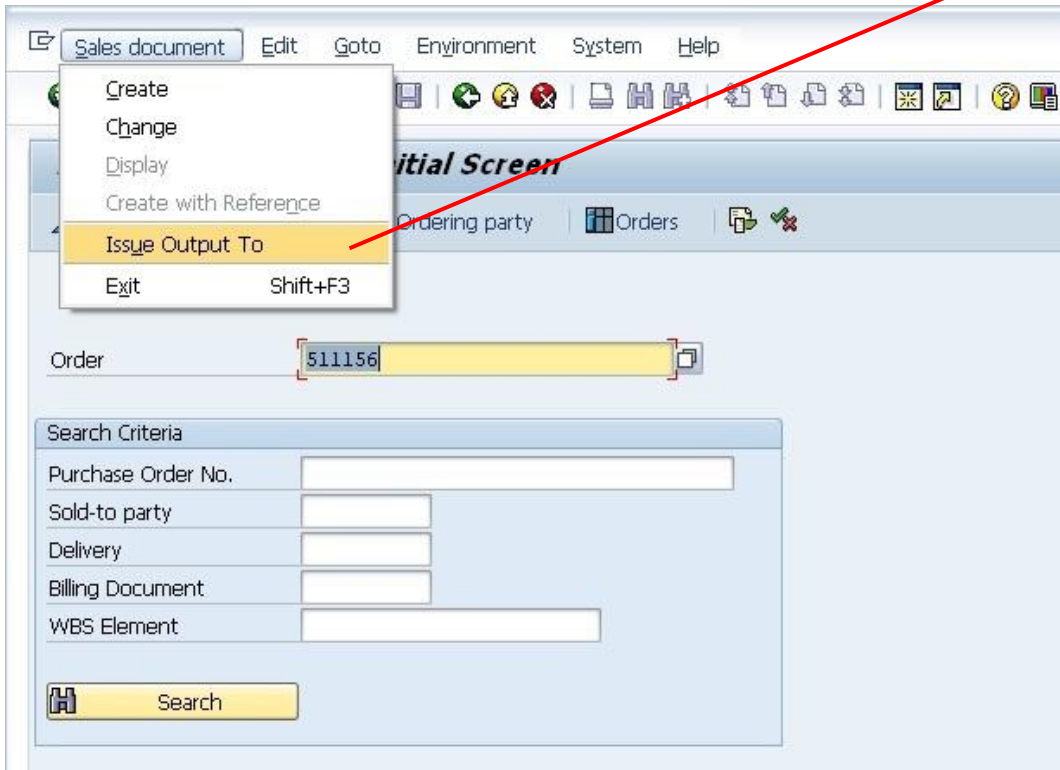 Sales document Edit Goto Environment System Help
Create
Change
Display
Create with Reference
Issue Output To
Exit Shift+F3
Screen
Ordering party Orders
Order 511156
Search Criteria
Purchase Order No.
Sold-to party
Delivery
Billing Document
WBS Element
Search